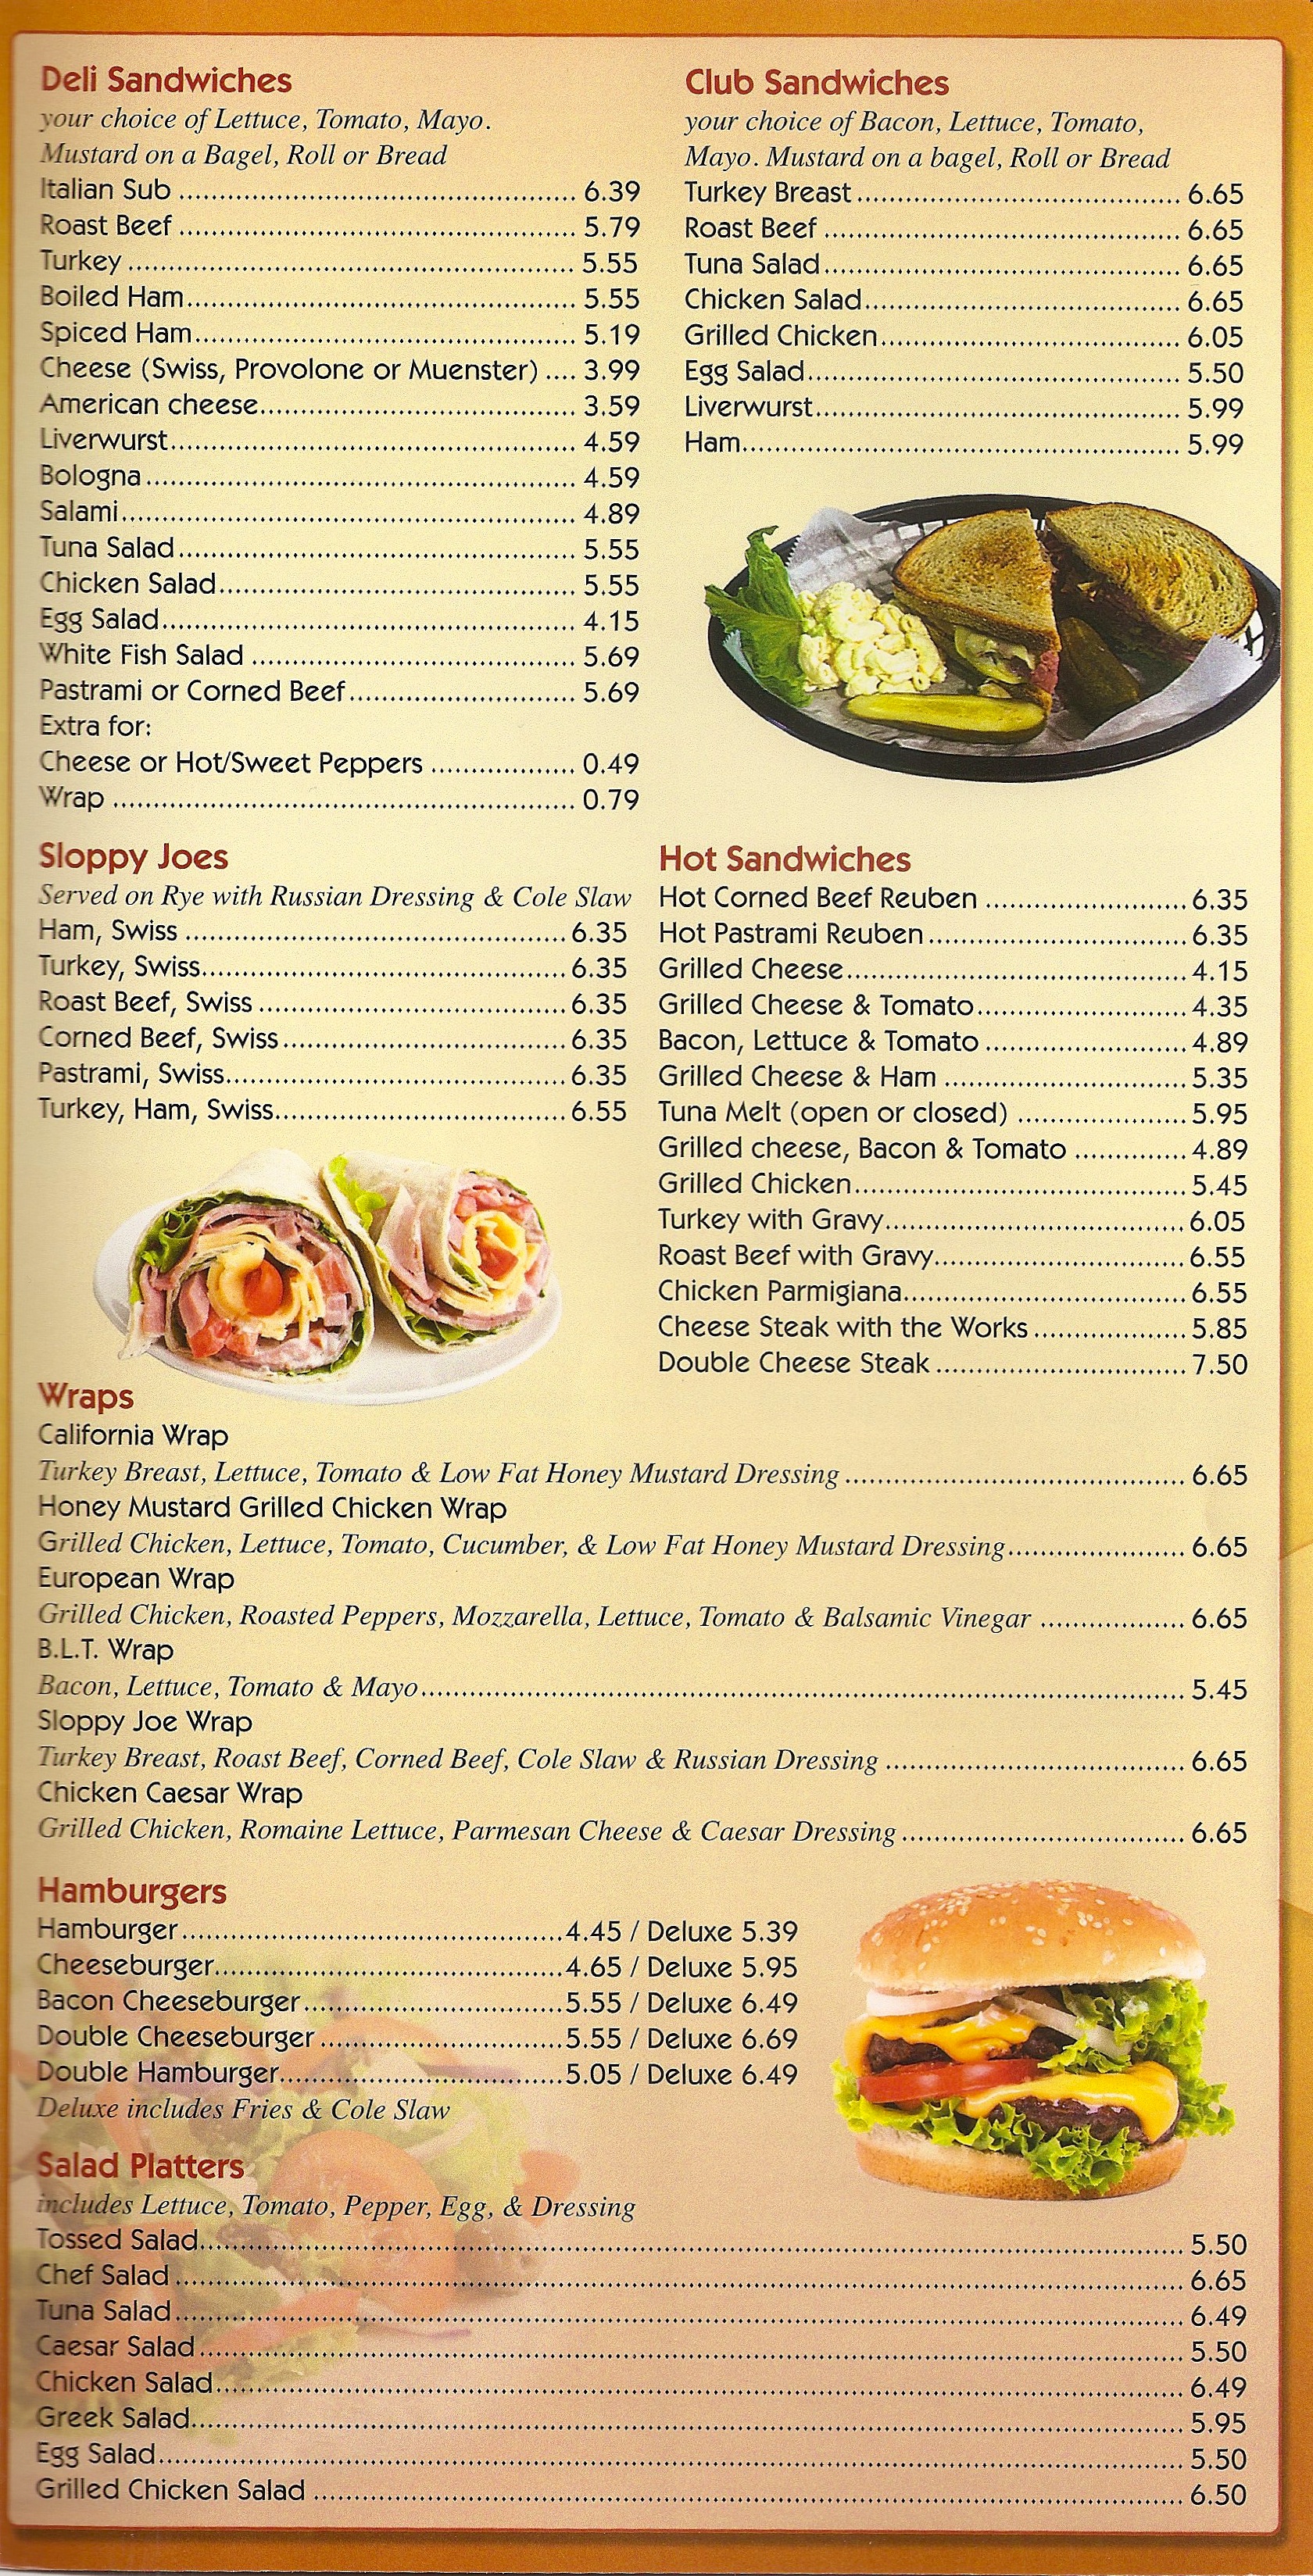 Deli Sandwiches
your choice of Lettuce, Tomato, Mayo.
Mustard on a Bagel, Roll or Bread
Italian Sub ................................................. 6.39
Roast Beef ................................................. 5.79
Turkey ....................................................... 5.55
Boiled Ham................................................ 5.55
Spiced Ham............................................... 5.19
Cheese (Swiss, Provolone or Muenster) .... 3.99
American cheese....................................... 3.59
Liverwurst.................................................. 4.59
Bologna..................................................... 4.59
Salami........................................................ 4.89
Tuna Salad................................................. 5.55
Chicken Salad............................................ 5.55
Egg Salad................................................... 4.15
White Fish Salad ........................................ 5.69
Pastrami or Corned Beef............................ 5.69
Extra for:
Cheese or Hot/Sweet Peppers .................. 0.49
Wrap ......................................................... 0.79
Club Sandwiches
your choice of Bacon, Lettuce, Tomato,
Mayo. Mustard on a bagel, Roll or Bread
Turkey Breast........................................ 6.65
Roast Beef ............................................ 6.65
Tuna Salad............................................ 6.65
Chicken Salad....................................... 6.65
Grilled Chicken..................................... 6.05
Egg Salad.............................................. 5.50
Liverwurst............................................. 5.99
Ham...................................................... 5.99
Sloppy Joes
Served on Rye with Russian Dressing & Cole Slaw
Ham, Swiss ...............................................6.35
Turkey, Swiss.............................................6.35
Roast Beef, Swiss ......................................6.35
Corned Beef, Swiss...................................6.35
Pastrami, Swiss..........................................6.35
Turkey, Ham, Swiss....................................6.55
Hot Sandwiches
Hot Corned Beef Reuben .........................6.35
Hot Pastrami Reuben................................6.35
Grilled Cheese..........................................4.15
Grilled Cheese & Tomato..........................4.35
Bacon, Lettuce & Tomato .........................4.89
Grilled Cheese & Ham ..............................5.35
Tuna Melt (open or closed) .....................5.95
Grilled cheese, Bacon & Tomato ..............4.89
Grilled Chicken.........................................5.45
Turkey with Gravy.....................................6.05
Roast Beef with Gravy...............................6.55
Chicken Parmigiana...................................6.55
Cheese Steak with the Works ...................5.85
Double Cheese Steak ...............................7.50
Wraps
California Wrap
Turkey Breast, Lettuce, Tomato & Low Fat Honey Mustard Dressing .......................................... 6.65
Honey Mustard Grilled Chicken Wrap
Grilled Chicken, Lettuce, Tomato, Cucumber, & Low Fat Honey Mustard Dressing...................... 6.65
European Wrap
Grilled Chicken, Roasted Peppers, Mozzarella, Lettuce, Tomato & Balsamic Vinegar .................. 6.65
B.L.T. Wrap
Bacon, Lettuce, Tomato & Mayo.............................................................................................. 5.45
Sloppy Joe Wrap
Turkey Breast, Roast Beef, Corned Beef, Cole Slaw & Russian Dressing ..................................... 6.65
Chicken Caesar Wrap
Grilled Chicken, Romaine Lettuce, Parmesan Cheese & Caesar Dressing................................... 6.65
Hamburgers
Hamburger...............................................4.45 / Deluxe 5.39
Cheeseburger...........................................4.65 / Deluxe 5.95
Bacon Cheeseburger................................5.55 / Deluxe 6.49
Double Cheeseburger ..............................5.55 / Deluxe 6.69
Double Hamburger...................................5.05 / Deluxe 6.49
Deluxe includes Fries & Cole Slaw
Salad Platters
includes Lettuce, Tomato, Pepper, Egg, & Dressing
Tossed Salad......................................................................................................................... 5.50
Chef Salad ............................................................................................................................ 6.65
Tuna Salad............................................................................................................................ 6.49
Caesar Salad......................................................................................................................... 5.50
Chicken Salad....................................................................................................................... 6.49
Greek Salad.......................................................................................................................... 5.95
Egg Salad.............................................................................................................................. 5.50
Grilled Chicken Salad ........................................................................................................... 6.50